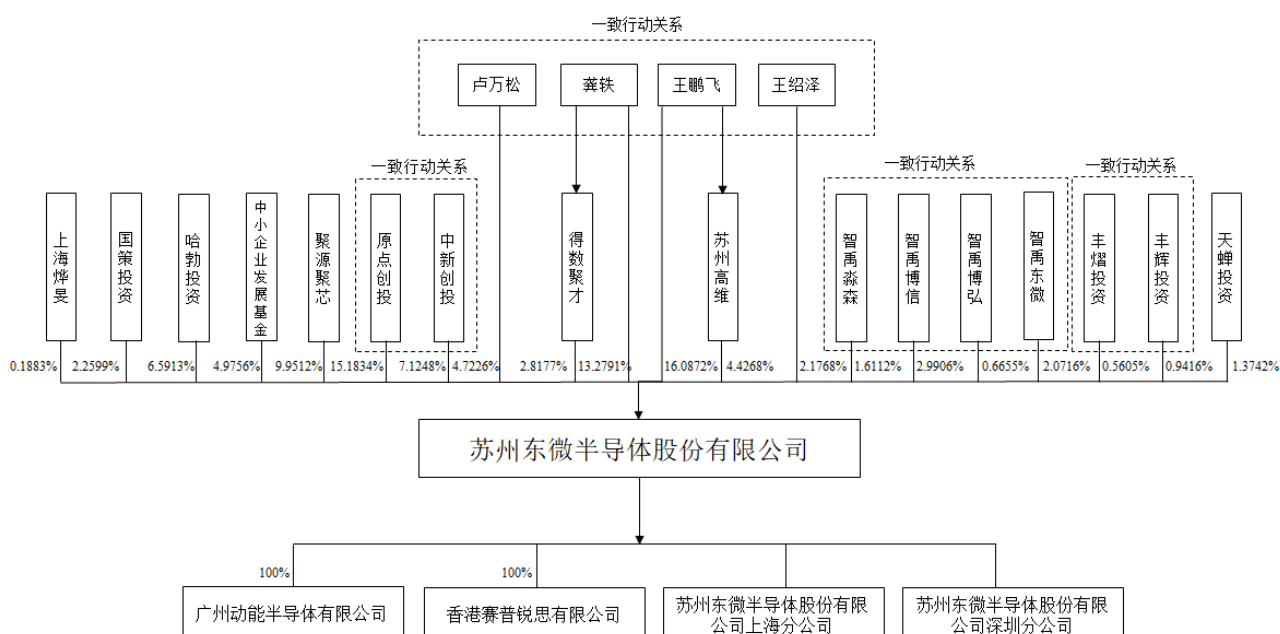 一致行动关系
卢万松
龚轶
王鹏飞
王绍泽
一致行动关系
一致行动关系
一致行动关系
上海烨旻
国策投资
哈勃投资
中小企业发展基金
聚源聚芯
原点创投
中新创投
得数聚才
苏州高维
智禹淼森
智禹博信
智禹博弘
智禹东微
丰熠投资
丰辉投资
天蝉投资
0.1883%
2.2599%
6.5913%
4.9756%
9.9512%
15.1834%
7.1248%
4.7226%
2.8177%
13.2791%
16.0872%
4.4268%
2.1768%
1.6112%
2.9906%
0.6655%
2.0716%
0.5605%
0.9416%
1.3742%
苏州东微半导体股份有限公司
100%
100%
广州动能半导体有限公司
香港赛普锐思有限公司
苏州东微半导体股份有限
公司上海分公司
苏州东微半导体股份有限
公司深圳分公司